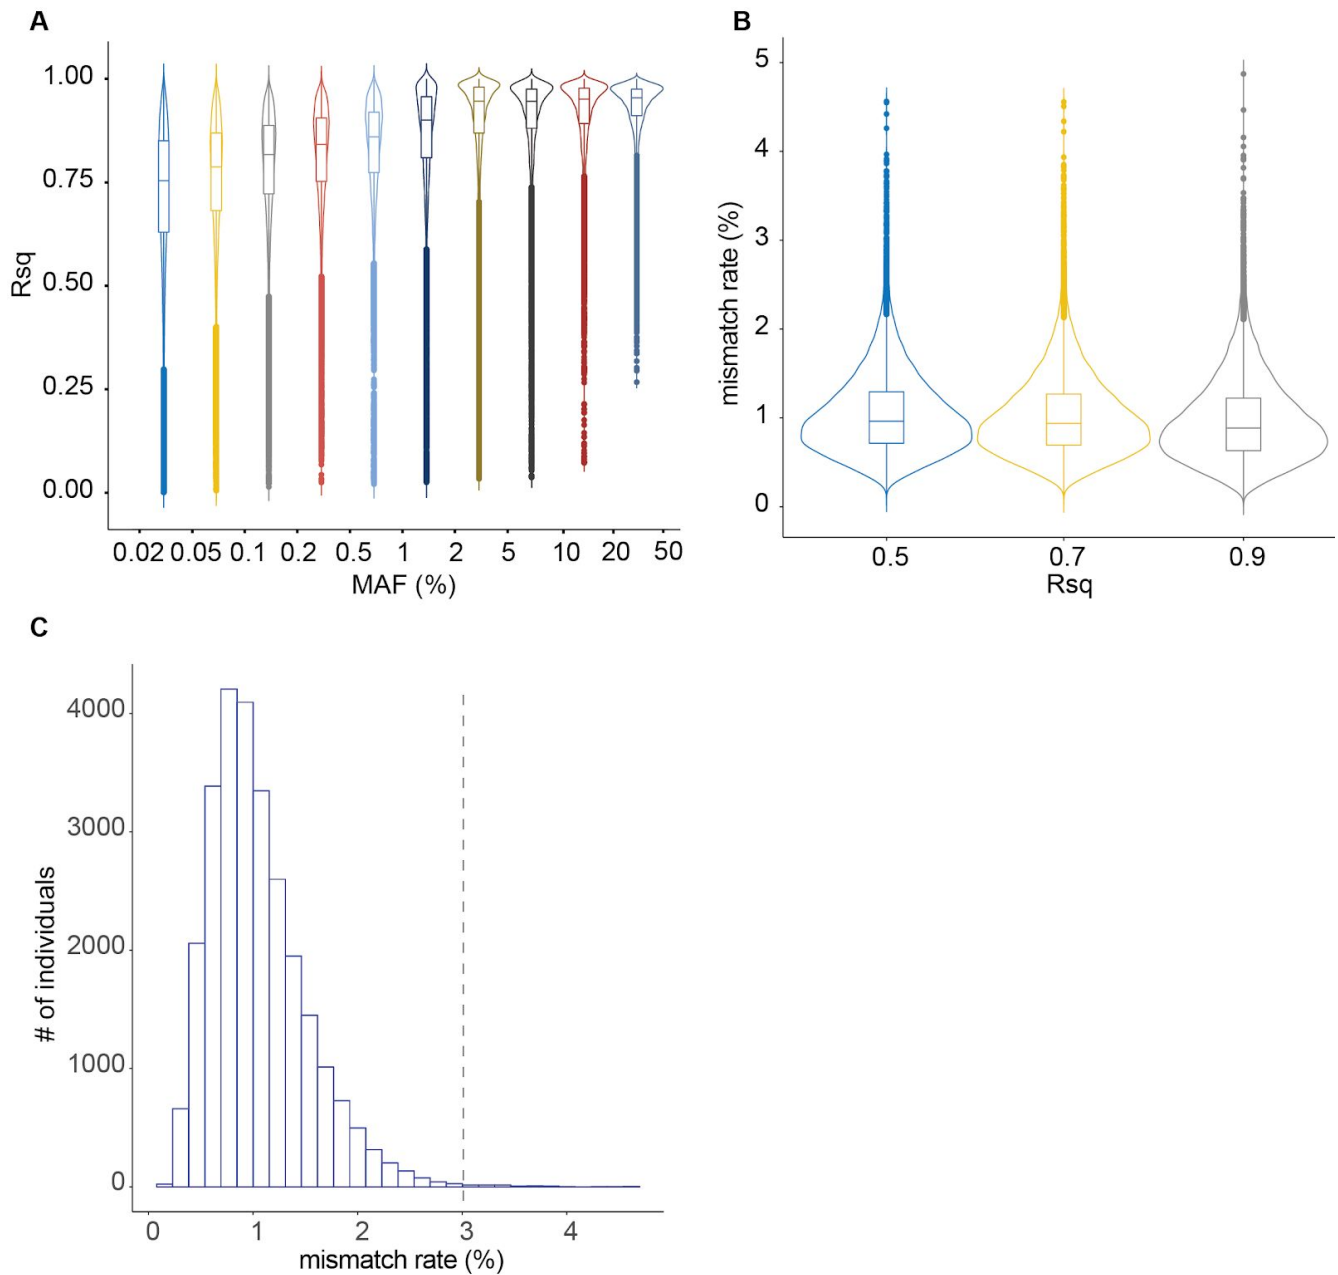 A
1.00
0.75
0.50
0.25
0.00
Rsq
0.02 0.05 0.1 0.2 0.5 1 2 5 10 20 50
MAF (%)
B
5
4
3
2
1
0
mismatch rate (%)
0.5 0.7 0.9
Rsq
C
4000
3000
2000
1000
0
# of individuals
0 1 2 3 4
mismatch rate (%)